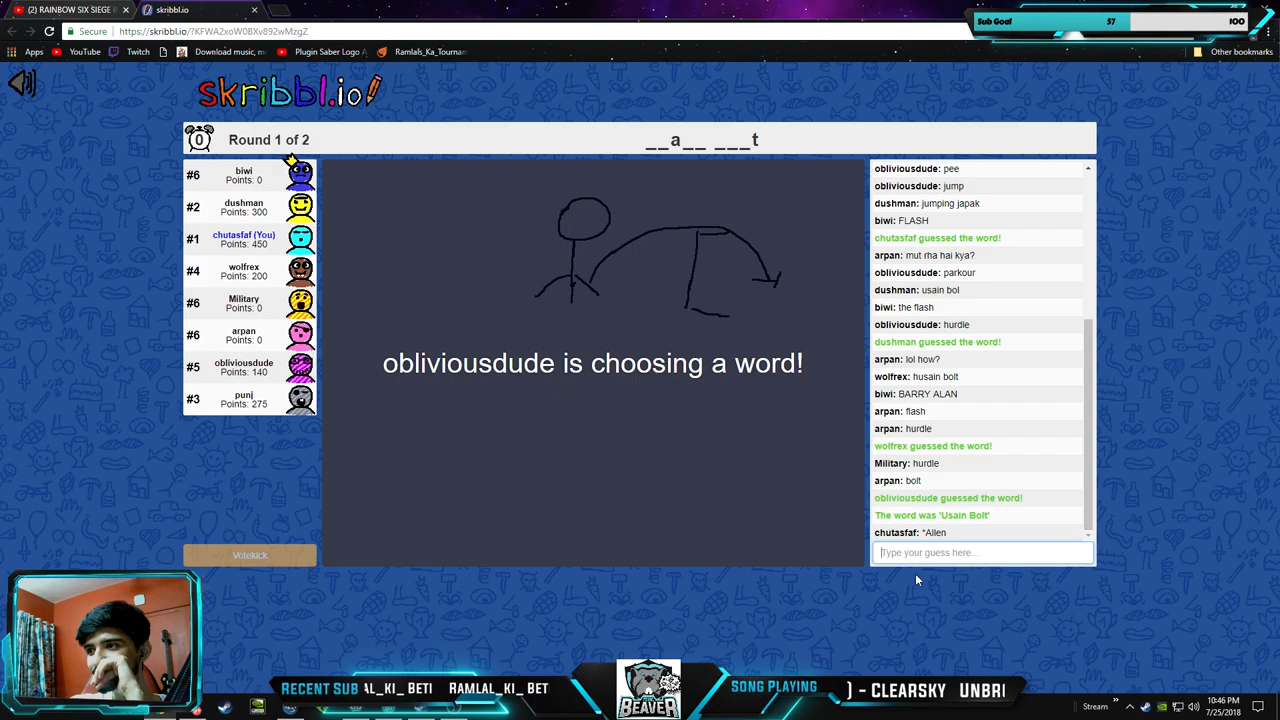 (2) RAINBOW SIX SIEGE
skribbl.io
Secure
https://skribbl.io/?KFWA2xoW0BXv892wMzgZ
Sub Goal
57
100
Apps
YouTube
Twitch
Download music, m
Plugin Saber Logo A
Ramlals_Ka_Tournam
Other bookmarks
skribbl.io
0
Round 1 of 2
__a__ ___t
#6
biwi
Points: 0
#2
dushman
Points: 300
#1
chutasfaf (You)
Points: 450
#4
wolfrex
Points: 200
#6
Military
Points: 0
#6
arpan
Points: 0
#5
obliviousdude
Points: 140
#3
punj
Points: 275
Votekick
obliviousdude is choosing a word!
obliviousdude: pee
obliviousdude: jump
dushman: jumping japak
biwi: FLASH
chutasfaf guessed the word!
arpan: mut rha hai kya?
obliviousdude: parkour
dushman: usain bol
biwi: the flash
obliviousdude: hurdle
dushman guessed the word!
arpan: lol how?
wolfrex: husain bolt
biwi: BARRY ALAN
arpan: flash
arpan: hurdle
wolfrex guessed the word!
Military: hurdle
arpan: bolt
obliviousdude guessed the word!
The word was 'Usain Bolt'
chutasfaf: *Allen
Type your guess here...
RECENT SUB
AL_KI_ BETI
RAMLAL_KI_ BET
BEAVER
SONG PLAYING
) - CLEARSKY UNBRI
Stream
10:46 PM
7/25/2018